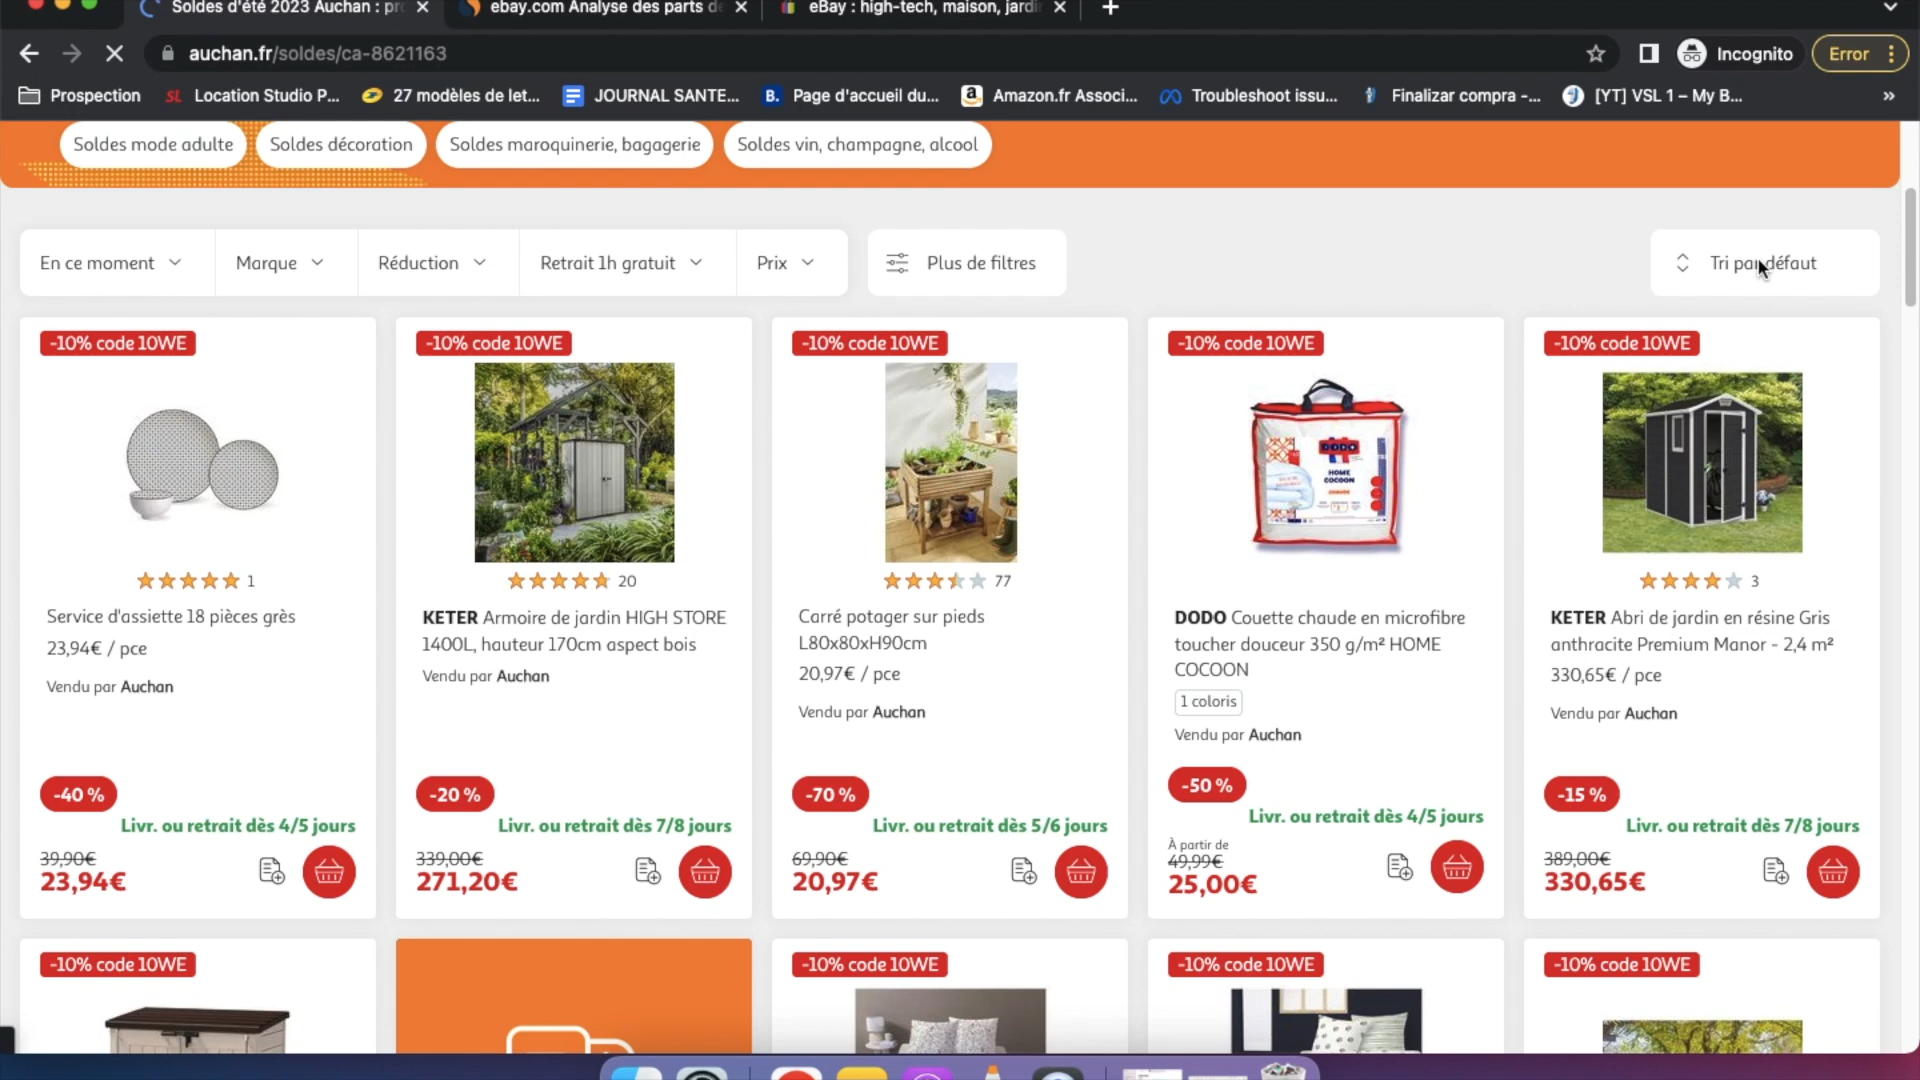 Soldes d'été 2023 Auchan : pr
ebay.com Analyse des parts d
eBay : high-tech, maison, jardi
auchan.fr/soldes/ca-8621163
Incognito
Error
Prospection
SL Location Studio P...
27 modèles de let...
JOURNAL SANTE...
B. Page d'accueil du...
a Amazon.fr Associ...
Troubleshoot issu...
Finalizar compra -...
[YT] VSL 1 – My B...
»
Soldes mode adulte
Soldes décoration
Soldes maroquinerie, bagagerie
Soldes vin, champagne, alcool
En ce moment
Marque
Réduction
Retrait 1h gratuit
Prix
Plus de filtres
Tri par défaut
-10% code 10WE
-10% code 10WE
-10% code 10WE
-10% code 10WE
-10% code 10WE
DODO
HOME
COCOON
1
20
77
3
Service d'assiette 18 pièces grès
23,94€ / pce
Vendu par Auchan
-40 %
Livr. ou retrait dès 4/5 jours
39,90€
23,94€
KETER Armoire de jardin HIGH STORE
1400L, hauteur 170cm aspect bois
Vendu par Auchan
-20 %
Livr. ou retrait dès 7/8 jours
339,00€
271,20€
Carré potager sur pieds
L80x80xH90cm
20,97€ / pce
Vendu par Auchan
-70 %
Livr. ou retrait dès 5/6 jours
69,90€
20,97€
DODO Couette chaude en microfibre
toucher douceur 350 g/m² HOME
COCOON
1 coloris
Vendu par Auchan
-50 %
Livr. ou retrait dès 4/5 jours
À partir de
49,99€
25,00€
KETER Abri de jardin en résine Gris
anthracite Premium Manor - 2,4 m²
330,65€ / pce
Vendu par Auchan
-15 %
Livr. ou retrait dès 7/8 jours
389,00€
330,65€
-10% code 10WE
-10% code 10WE
-10% code 10WE
-10% code 10WE